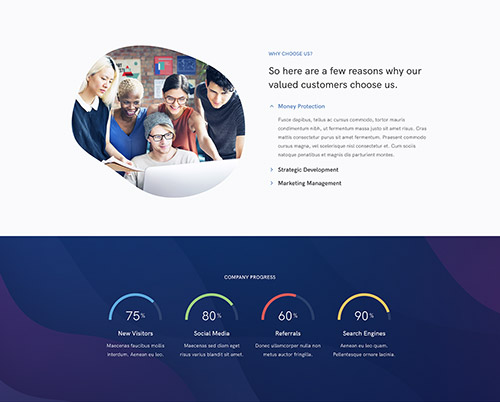 WHY CHOOSE US?
So here are a few reasons why our
valued customers choose us.
Money Protection
Fusce dapibus, tellus ac cursus commodo, tortor mauris
condimentum nibh, ut fermentum massa justo sit amet risus. Cras
mattis consectetur purus sit amet fermentum. Praesent commodo
cursus magna, vel scelerisque nisl consectetur et. Cum sociis
natoque penatibus et magnis dis parturient montes.
Strategic Development
Marketing Management
COMPANY PROGRESS
75% 80% 60% 90%
New Visitors Social Media Referrals Search Engines
Maecenas faucibus mollis Maecenas sed diam eget Donec ullamcorper nulla non Aenean eu leo quam.
interdum. Aenean eu leo. risus varius blandit sit amet. metus auctor fringilla. Pellentesque ornare lacinia.